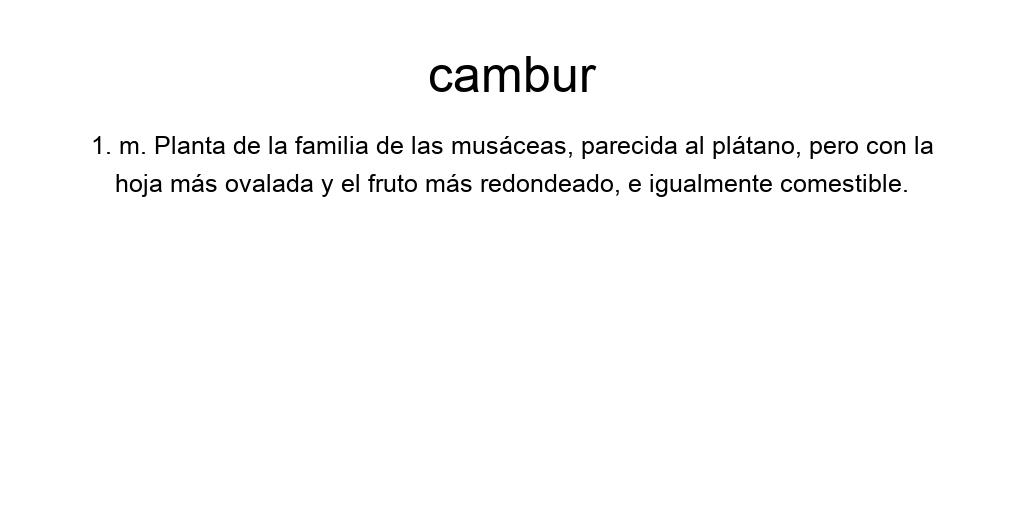 cambur
1. m. Planta de la familia de las musáceas, parecida al plátano, pero con la
hoja más ovalada y el fruto más redondeado, e igualmente comestible.